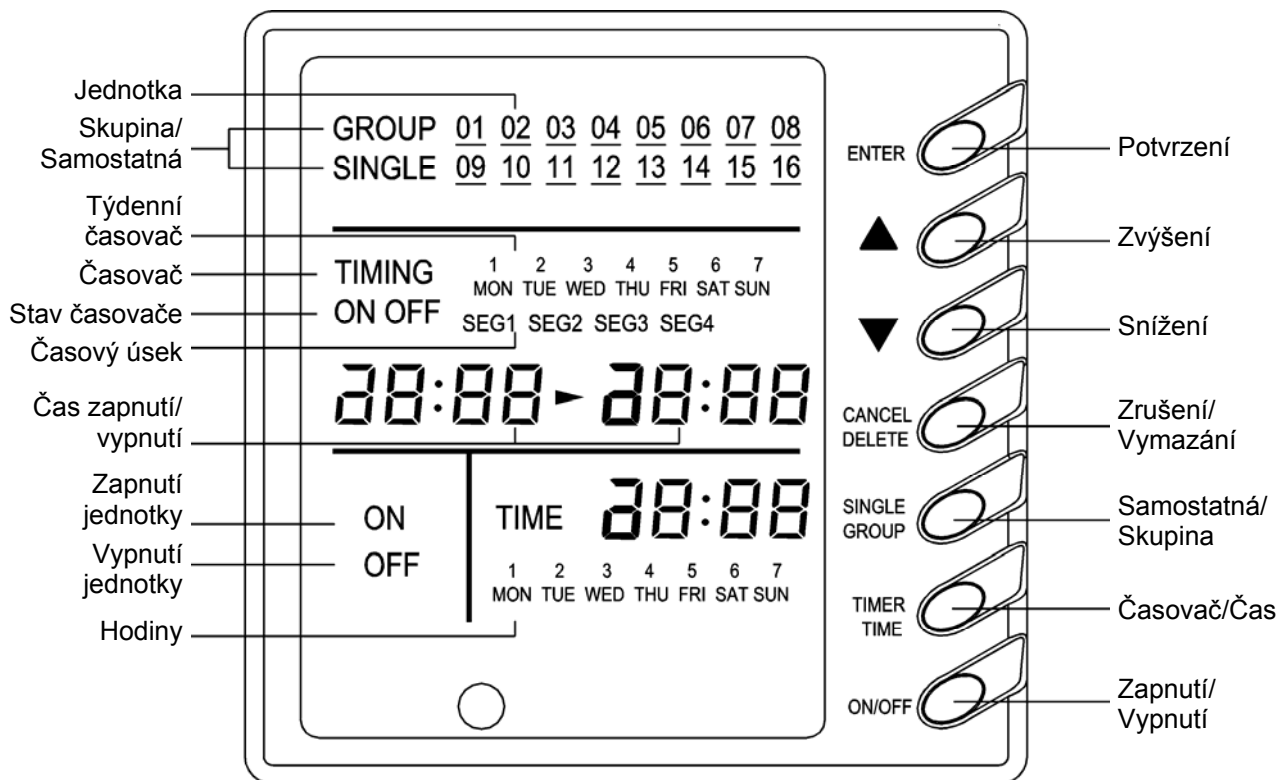 Jednotka
Skupina/
Samostatná
Týdenní
časovač
Časovač
Stav časovače
Časový úsek
Čas zapnutí/
vypnutí
Zapnutí
jednotky
Vypnutí
jednotky
Hodiny
GROUP 01 02 03 04 05 06 07 08
SINGLE 09 10 11 12 13 14 15 16
TIMING 1 2 3 4 5 6 7
MON TUE WED THU FRI SAT SUN
ON OFF SEG1 SEG2 SEG3 SEG4
28:88 ► 28:88
ON TIME 28:88
OFF 1 2 3 4 5 6 7
MON TUE WED THU FRI SAT SUN
ENTER
▲
▼
CANCEL
DELETE
SINGLE
GROUP
TIMER
TIME
ON/OFF
Potvrzení
Zvýšení
Snížení
Zrušení/
Vymazání
Samostatná/
Skupina
Časovač/Čas
Zapnutí/
Vypnutí